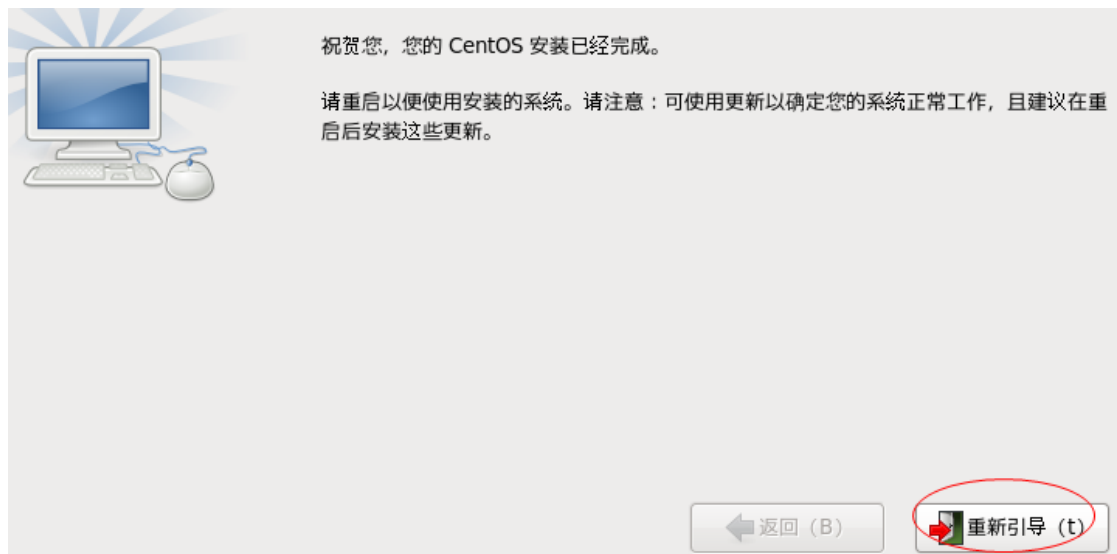 祝贺您，您的 CentOS 安装已经完成。
请重启以便使用安装的系统。请注意：可使用更新以确定您的系统正常工作，且建议在重
启后安装这些更新。
返回（B）
重新引导（t）